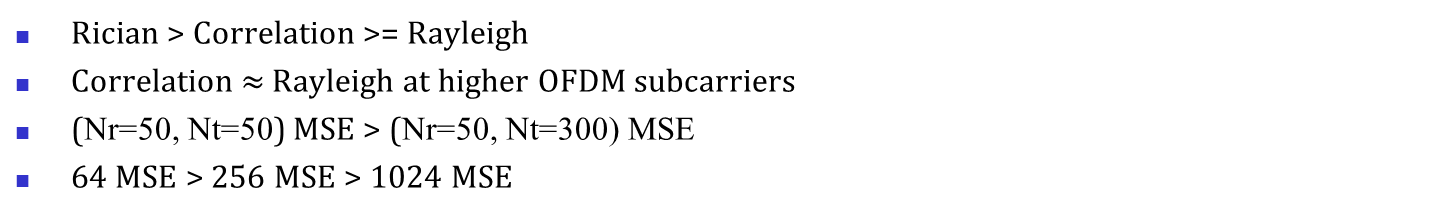 ▪ Rician > Correlation >= Rayleigh
▪ Correlation ≈ Rayleigh at higher OFDM subcarriers
▪ (Nr=50, Nt=50) MSE > (Nr=50, Nt=300) MSE
▪ 64 MSE > 256 MSE > 1024 MSE